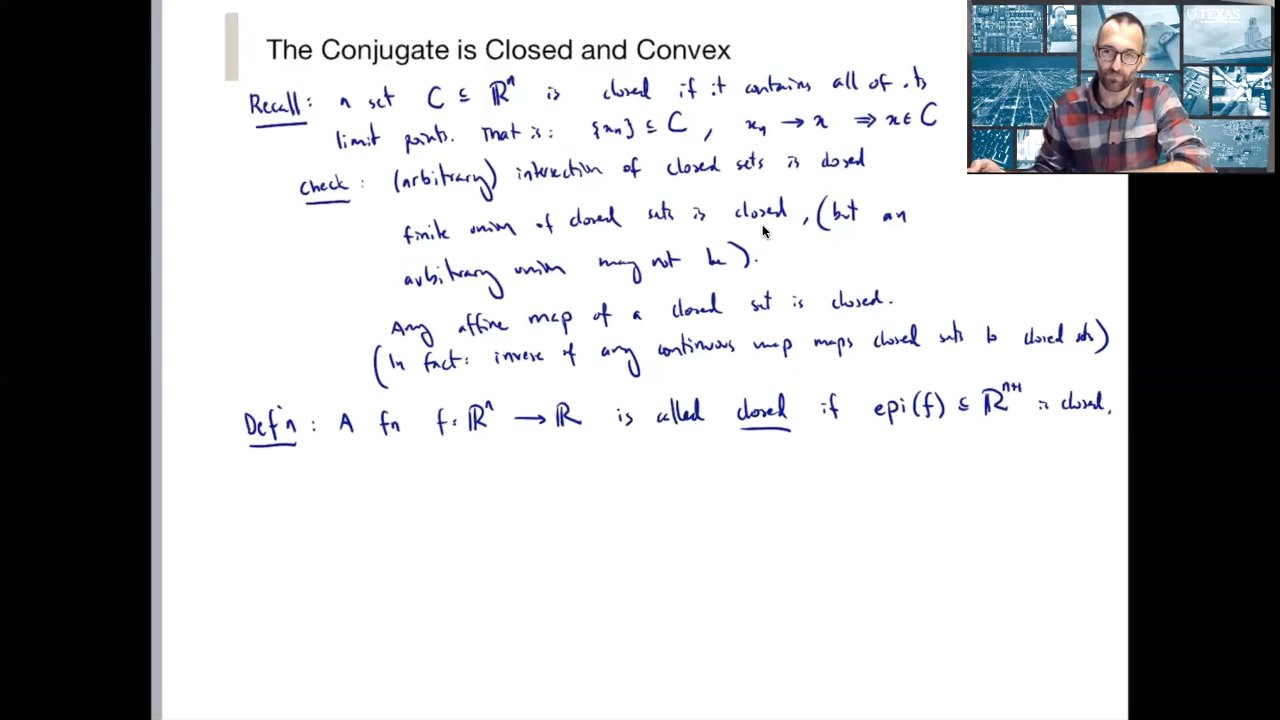 The Conjugate is Closed and Convex
TEXAS
Recall: a set C ⊆ ℝⁿ is closed if it contains all of its
limit points. That is: {xₙ} ⊆ C, xₙ → x ⇒ x ∈ C
Check: (arbitrary) intersection of closed sets is closed
finite union of closed sets is closed, (but an
arbitrary union may not be).
Any affine map of a closed set is closed.
(In fact: inverse of any continuous map maps closed sets to closed sets)
Def'n: A fn f: ℝⁿ → ℝ is called closed if epi(f) ⊆ ℝⁿ⁺¹ is closed.